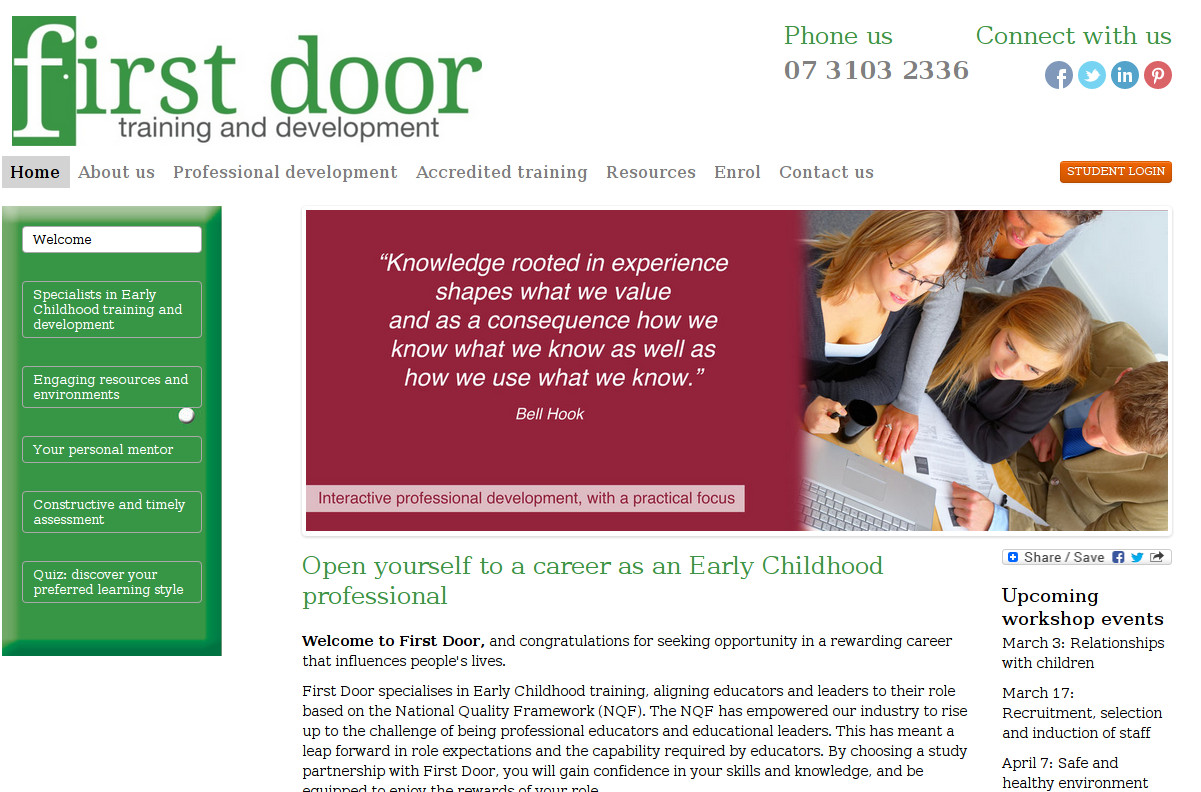 first door
training and development
Phone us
07 3103 2336
Connect with us
Home
About us
Professional development
Accredited training
Resources
Enrol
Contact us
STUDENT LOGIN
Welcome
Specialists in Early
Childhood training and
development
Engaging resources and
environments
Your personal mentor
Constructive and timely
assessment
Quiz: discover your
preferred learning style
“Knowledge rooted in experience
shapes what we value
and as a consequence how we
know what we know as well as
how we use what we know.”
Bell Hook
Interactive professional development, with a practical focus
Open yourself to a career as an Early Childhood
professional
Welcome to First Door, and congratulations for seeking opportunity in a rewarding career
that influences people's lives.
First Door specialises in Early Childhood training, aligning educators and leaders to their role
based on the National Quality Framework (NQF). The NQF has empowered our industry to rise
up to the challenge of being professional educators and educational leaders. This has meant a
leap forward in role expectations and the capability required by educators. By choosing a study
partnership with First Door, you will gain confidence in your skills and knowledge, and be
equipped to enjoy the rewards of your role.
Share / Save
Upcoming
workshop events
March 3: Relationships
with children
March 17:
Recruitment, selection
and induction of staff
April 7: Safe and
healthy environment